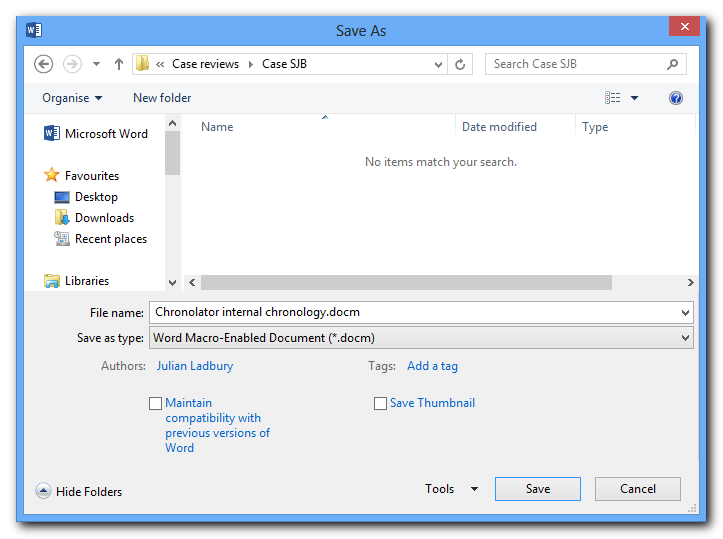 Save As
« Case reviews Case SJB
Search Case SJB
Organise New folder
Name Date modified Type
Microsoft Word
No items match your search.
Favourites
Desktop
Downloads
Recent places
Libraries
File name: Chronolator internal chronology.docm
Save as type: Word Macro-Enabled Document (*.docm)
Authors: Julian Ladbury Tags: Add a tag
Maintain
compatibility with
previous versions of
Word
Save Thumbnail
Hide Folders Tools Save Cancel